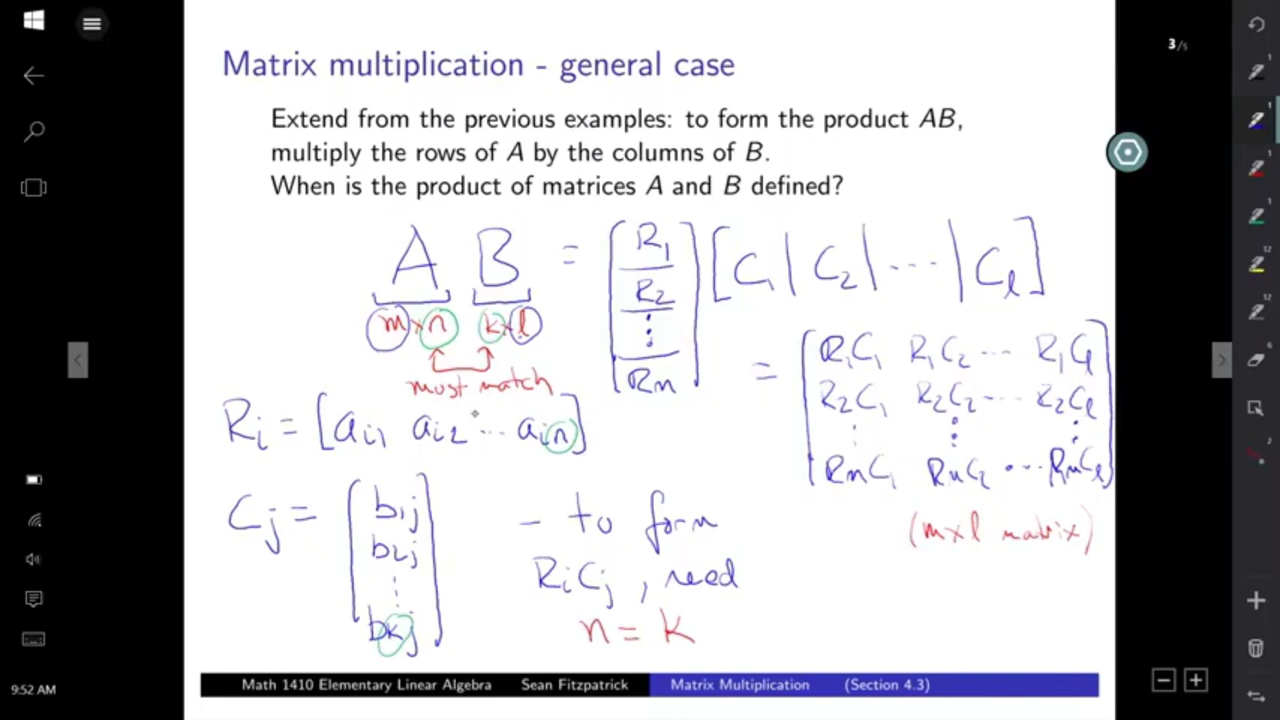 3/5
Matrix multiplication - general case
Extend from the previous examples: to form the product AB,
multiply the rows of A by the columns of B.
When is the product of matrices A and B defined?
A B = [R1 R2 ⋮ Rm] [C1 | C2 | ⋯ | Cl]
m×n k×l
must match
= [R1C1 R1C2 ⋯ R1Cl
R2C1 R2C2 ⋯ R2Cl
⋮ ⋮ ⋮
RmC1 RmC2 ⋯ RmCl]
(m×l matrix)
Ri = [ai1 ai2 ⋯ ain]
Cj = [b1j b2j ⋮ bkj]
- to form
RiCj, need
n = k
Math 1410 Elementary Linear Algebra Sean Fitzpatrick Matrix Multiplication (Section 4.3)
9:52 AM